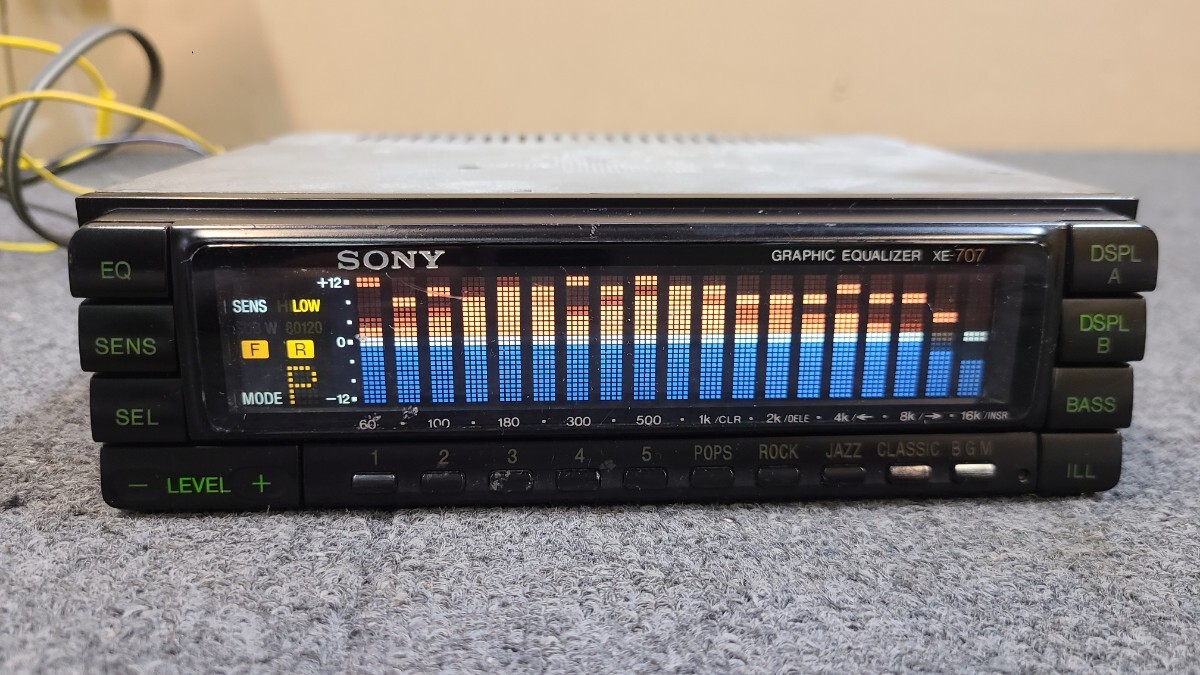 SONY
GRAPHIC EQUALIZER XE-707
EQ
SENS
SEL
- LEVEL +
SENS LOW
80120
F R
P
MODE
+12
0
-12
60 · 100 · 180 · 300 · 500 · 1k/CLR · 2k/DELE · 4k/← · 8k/→ · 16k/INSR
1 2 3 4 5 POPS ROCK JAZZ CLASSIC BGM
DSPL
A
DSPL
B
BASS
ILL